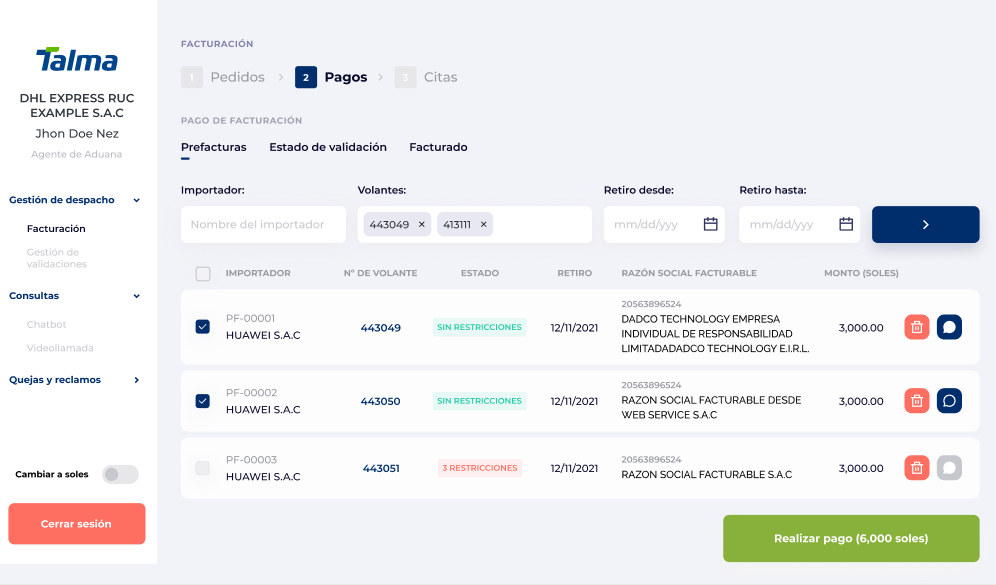 Talma
DHL EXPRESS RUC
EXAMPLE S.A.C
Jhon Doe Nez
Agente de Aduana
Gestión de despacho
Facturación
Gestión de
validaciones
Consultas
Chatbot
Videollamada
Quejas y reclamos
Cambiar a soles
Cerrar sesión
FACTURACIÓN
1 Pedidos > 2 Pagos > 3 Citas
PAGO DE FACTURACIÓN
Prefacturas Estado de validación Facturado
Importador: Volantes: Retiro desde: Retiro hasta:
Nombre del importador 443049 × 413111 × mm/dd/yyy mm/dd/yyy
IMPORTADOR Nº DE VOLANTE ESTADO RETIRO RAZÓN SOCIAL FACTURABLE MONTO (SOLES)
PF-00001
HUAWEI S.A.C
443049
SIN RESTRICCIONES
12/11/2021
20563896524
DADCO TECHNOLOGY EMPRESA
INDIVIDUAL DE RESPONSABILIDAD
LIMITADADADCO TECHNOLOGY E.I.R.L.
3,000.00
PF-00002
HUAWEI S.A.C
443050
SIN RESTRICCIONES
12/11/2021
20563896524
RAZON SOCIAL FACTURABLE DESDE
WEB SERVICE S.A.C
3,000.00
PF-00003
HUAWEI S.A.C
443051
3 RESTRICCIONES
12/11/2021
20563896524
RAZON SOCIAL FACTURABLE S.A.C
3,000.00
Realizar pago (6,000 soles)